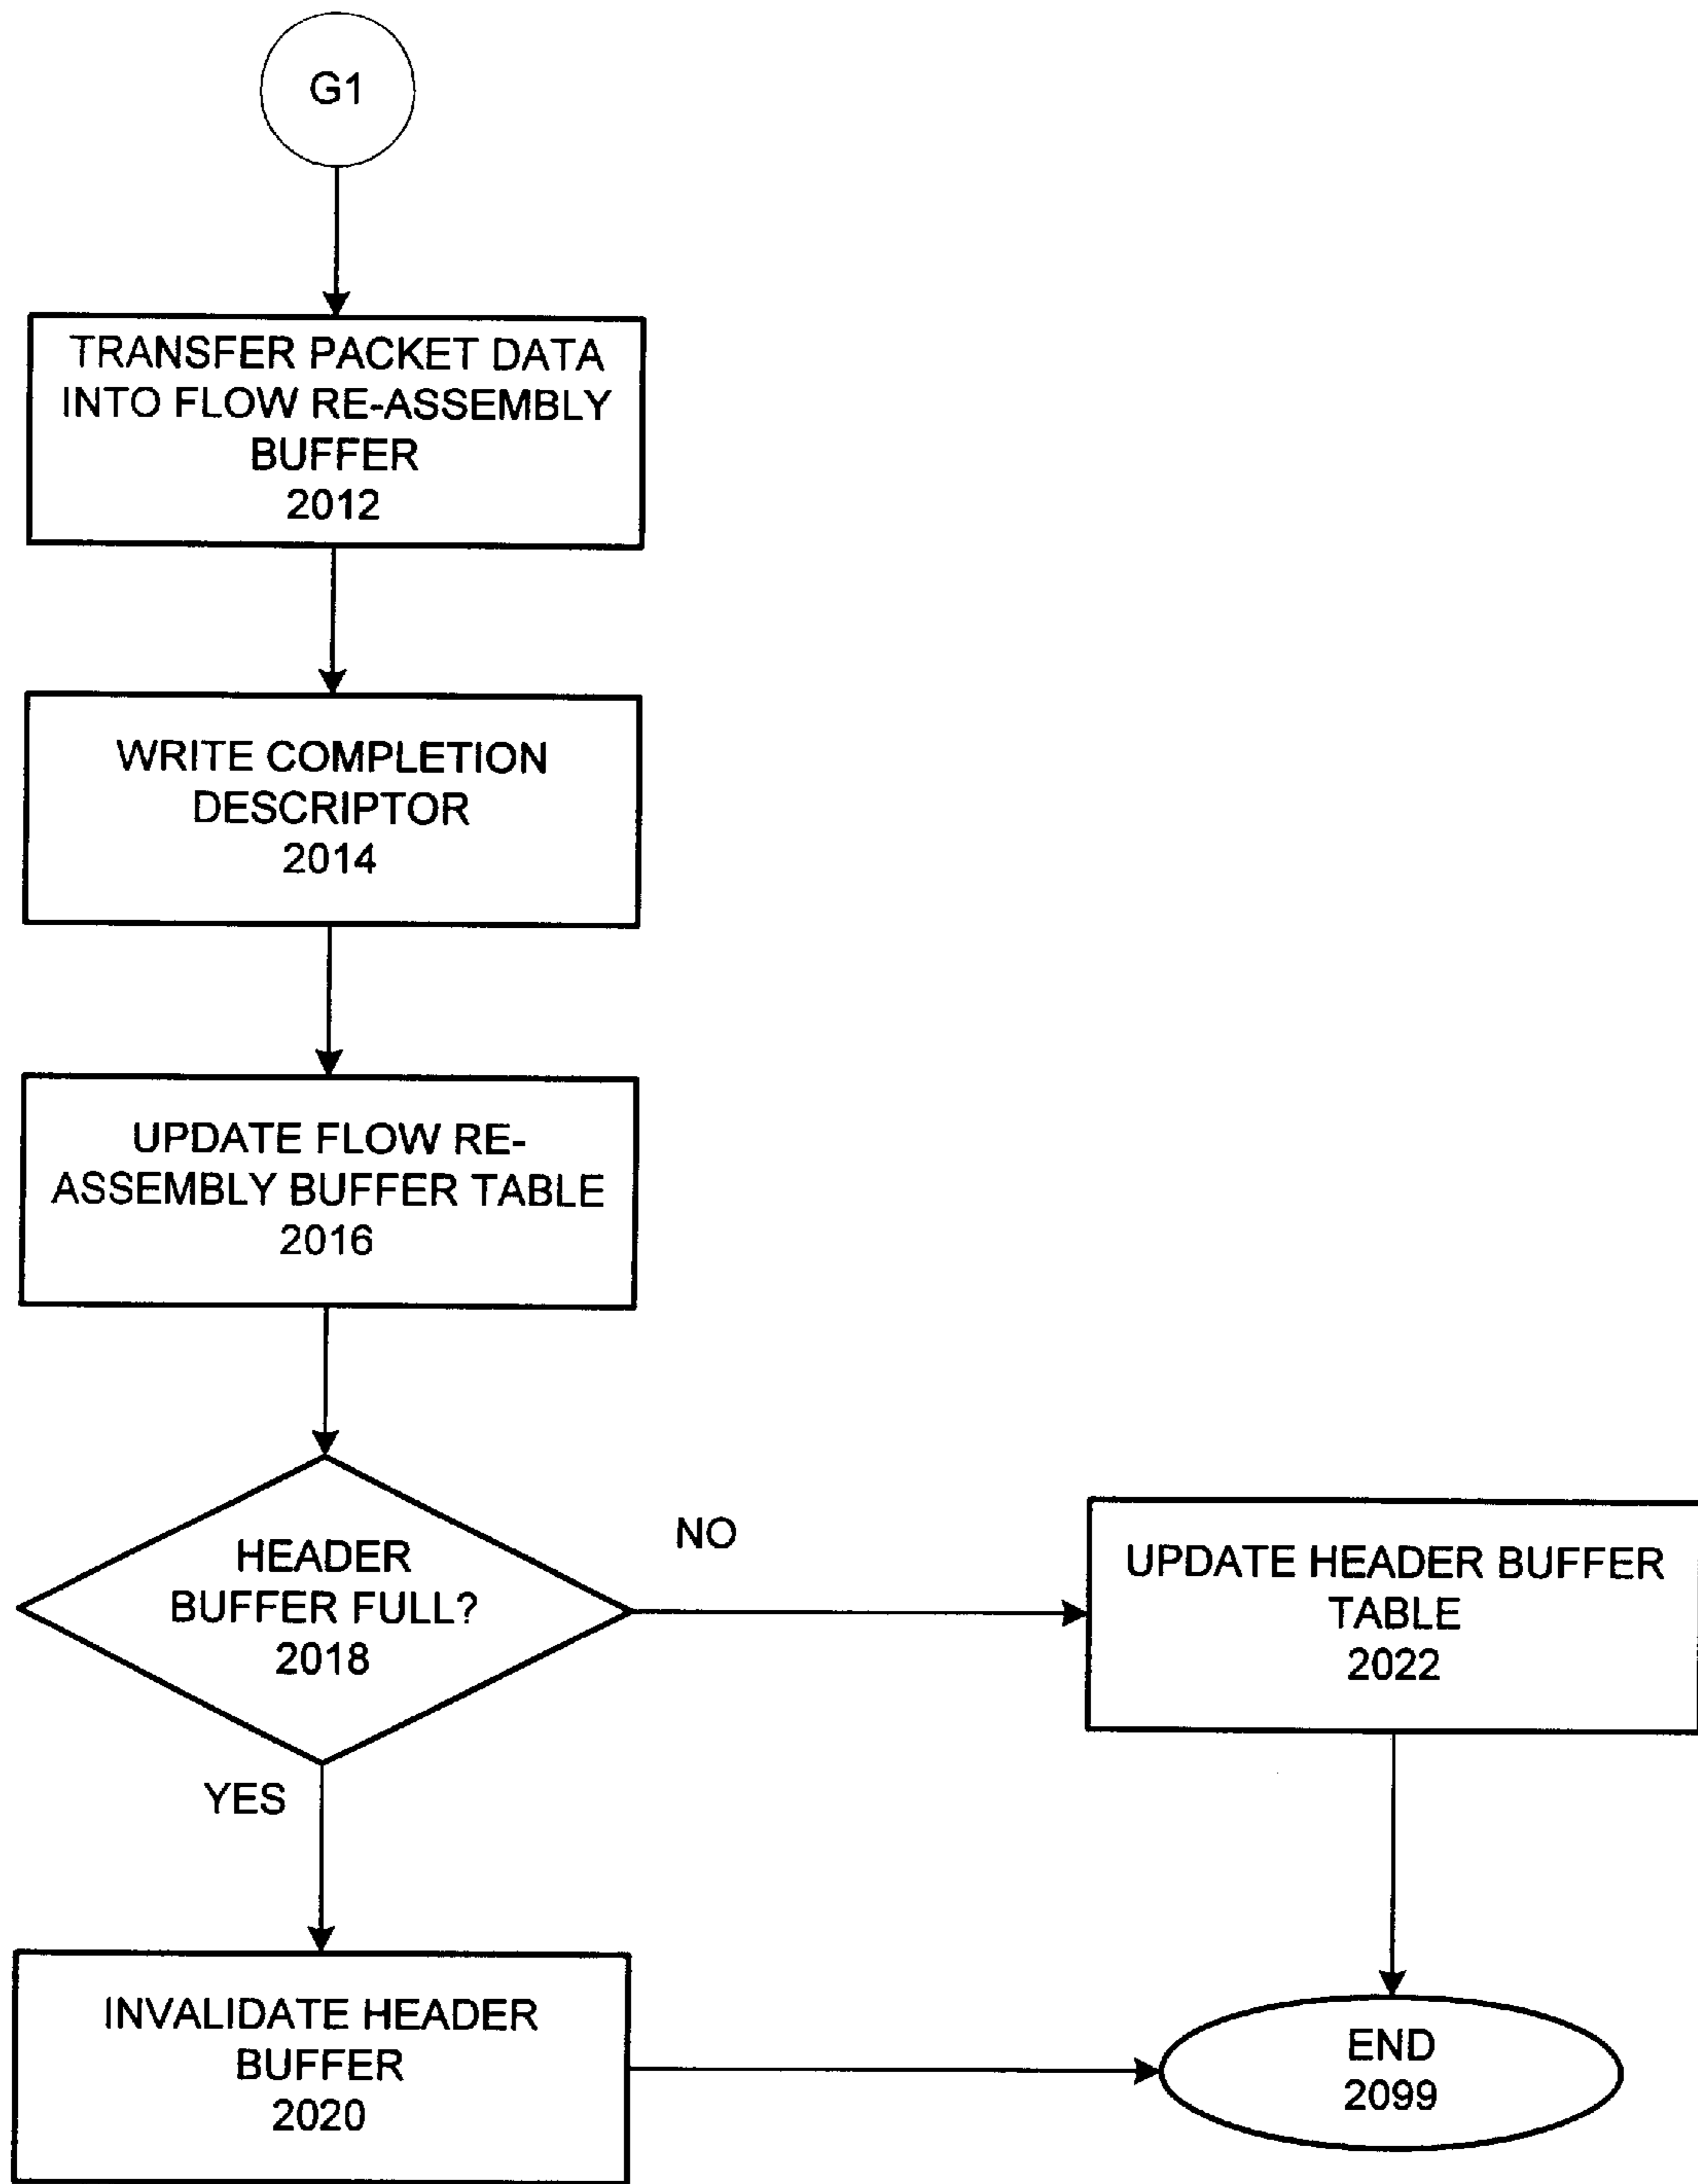 G1
TRANSFER PACKET DATA
INTO FLOW RE-ASSEMBLY
BUFFER
2012
WRITE COMPLETION
DESCRIPTOR
2014
UPDATE FLOW RE-
ASSEMBLY BUFFER TABLE
2016
HEADER
BUFFER FULL?
2018
NO
UPDATE HEADER BUFFER
TABLE
2022
YES
INVALIDATE HEADER
BUFFER
2020
END
2099